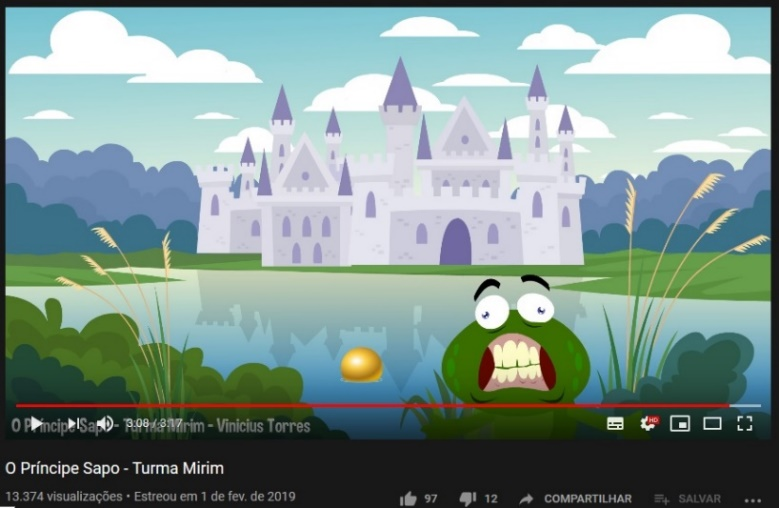 O Príncipe Sapo - Turma Mirim - Vinicius Torres
3:08 / 3:17
HD
O Príncipe Sapo - Turma Mirim
13.374 visualizações • Estreou em 1 de fev. de 2019
97
12
COMPARTILHAR
SALVAR